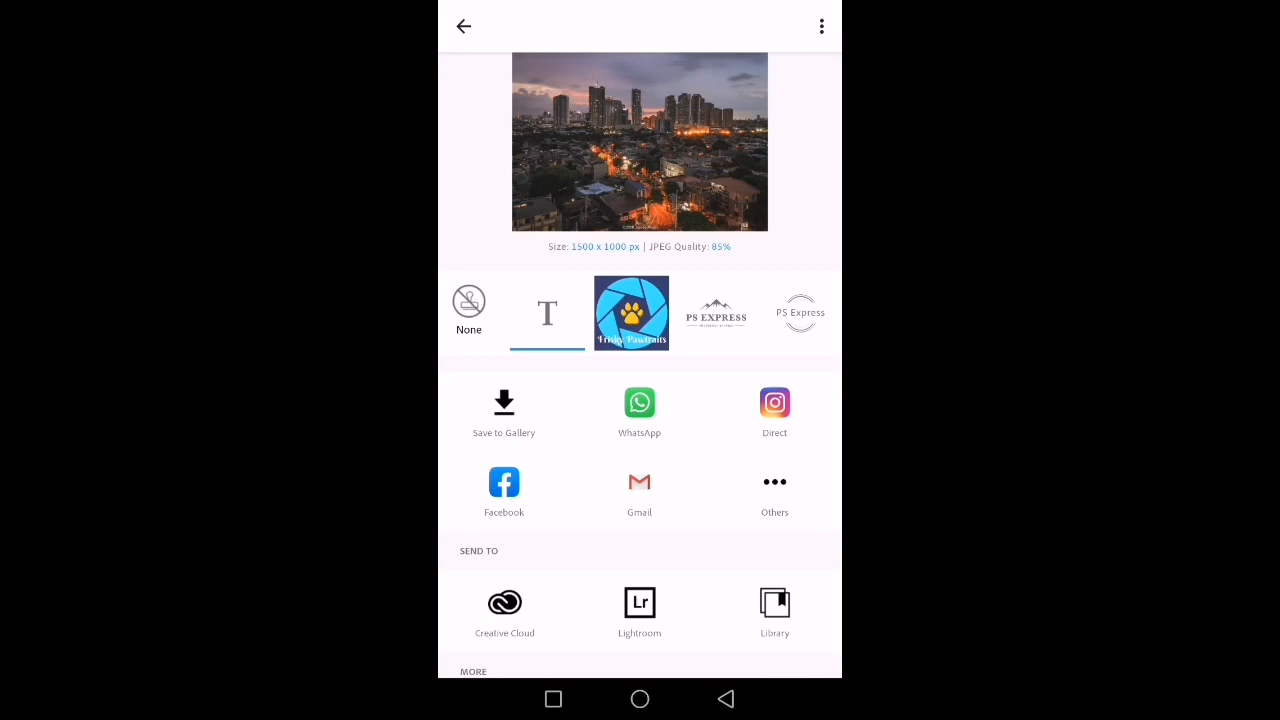 Size: 1500 x 1000 px | JPEG Quality: 85%
None
T
Frisky Pawtraits
PS EXPRESS
PS Express
Save to Gallery
WhatsApp
Direct
Facebook
Gmail
Others
SEND TO
Creative Cloud
Lr
Lightroom
Library
MORE